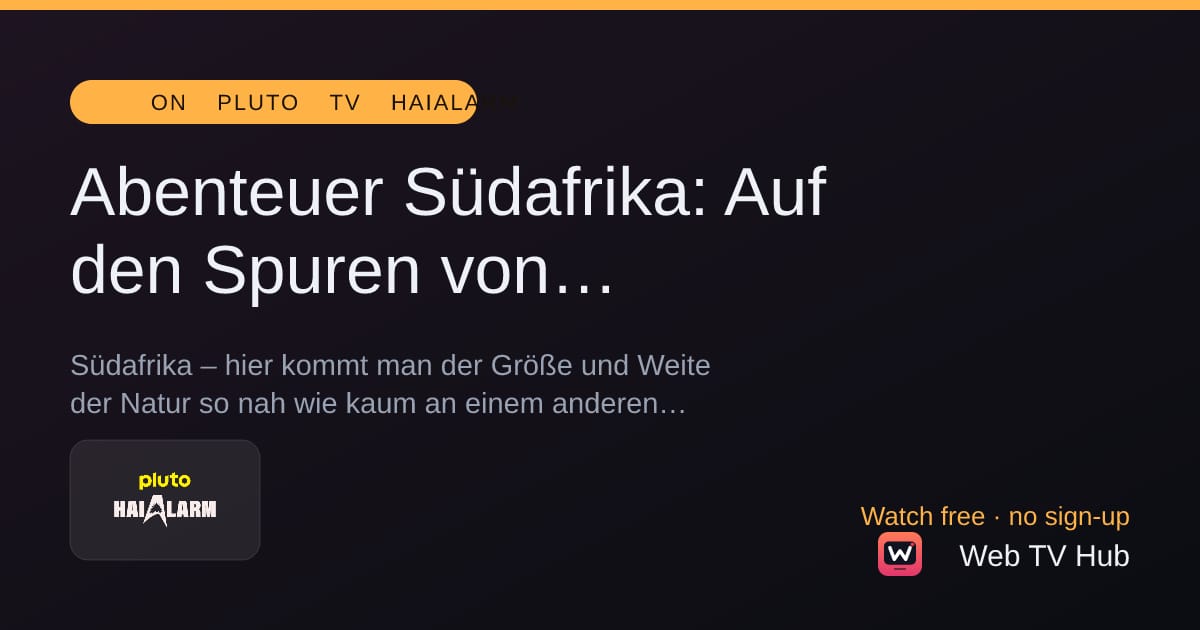 ON PLUTO TV HAIALARM
Abenteuer Südafrika: Auf
den Spuren von…
Südafrika – hier kommt man der Größe und Weite
der Natur so nah wie kaum an einem anderen…
pluto
HAIALARM
Watch free · no sign-up
W
Web TV Hub